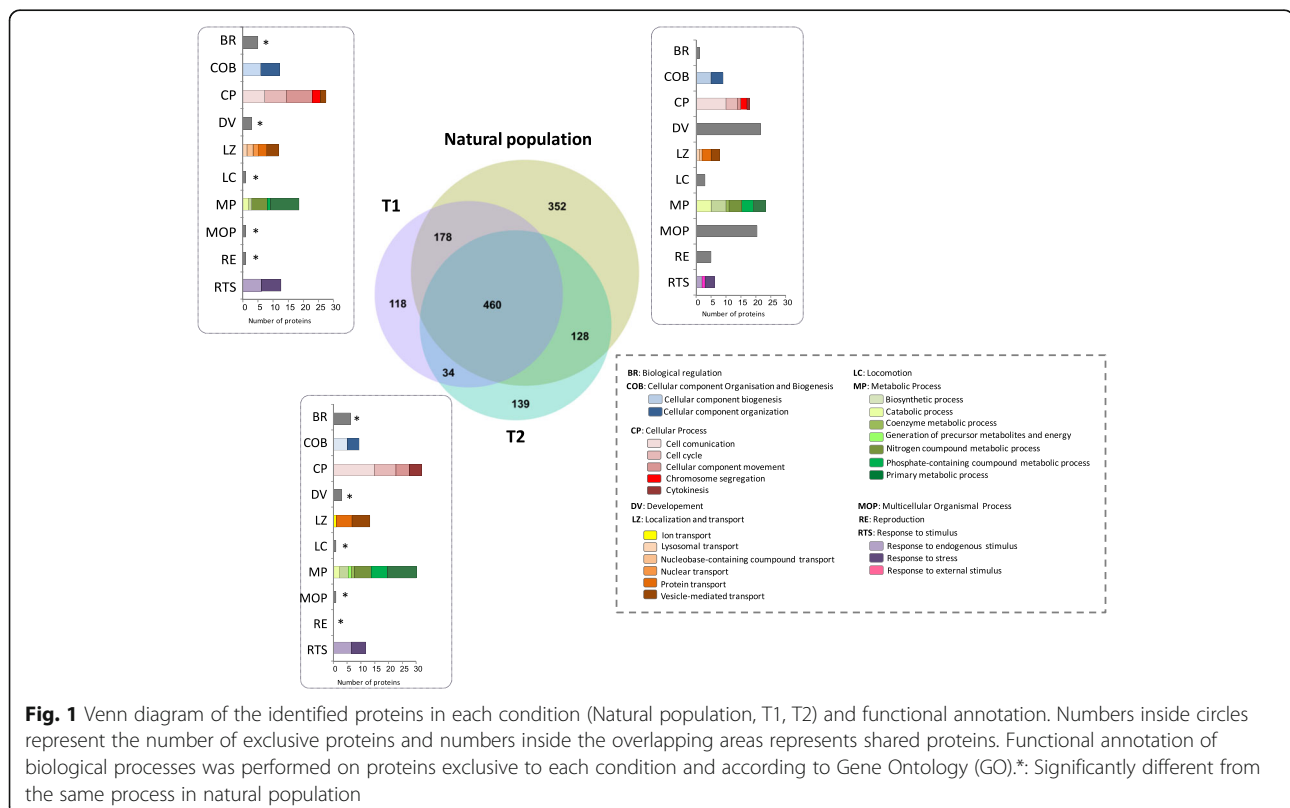 BR *
COB
CP
DV *
LZ
LC *
MP
MOP *
RE *
RTS
0 5 10 15 20 25 30
Number of proteins
Natural population
T1
T2
352
178
118
460
128
34
139
BR
COB
CP
DV
LZ
LC
MP
MOP
RE
RTS
0 5 10 15 20 25 30
Number of proteins
BR *
COB
CP
DV *
LZ
LC *
MP
MOP *
RE *
RTS
0 5 10 15 20 25 30
Number of proteins
BR: Biological regulation
COB: Cellular component Organisation and Biogenesis
Cellular component biogenesis
Cellular component organization
CP: Cellular Process
Cell comunication
Cell cycle
Cellular component movement
Chromosome segregation
Cytokinesis
DV: Developement
LZ: Localization and transport
Ion transport
Lysosomal transport
Nucleobase-containing coumpound transport
Nuclear transport
Protein transport
Vesicle-mediated transport
LC: Locomotion
MP: Metabolic Process
Biosynthetic process
Catabolic process
Coenzyme metabolic process
Generation of precursor metabolites and energy
Nitrogen coumpound metabolic process
Phosphate-containing coumpound metabolic process
Primary metabolic process
MOP: Multicellular Organismal Process
RE: Reproduction
RTS: Response to stimulus
Response to endogenous stimulus
Response to stress
Response to external stimulus
Fig. 1 Venn diagram of the identified proteins in each condition (Natural population, T1, T2) and functional annotation. Numbers inside circles
represent the number of exclusive proteins and numbers inside the overlapping areas represents shared proteins. Functional annotation of
biological processes was performed on proteins exclusive to each condition and according to Gene Ontology (GO).*: Significantly different from
the same process in natural population